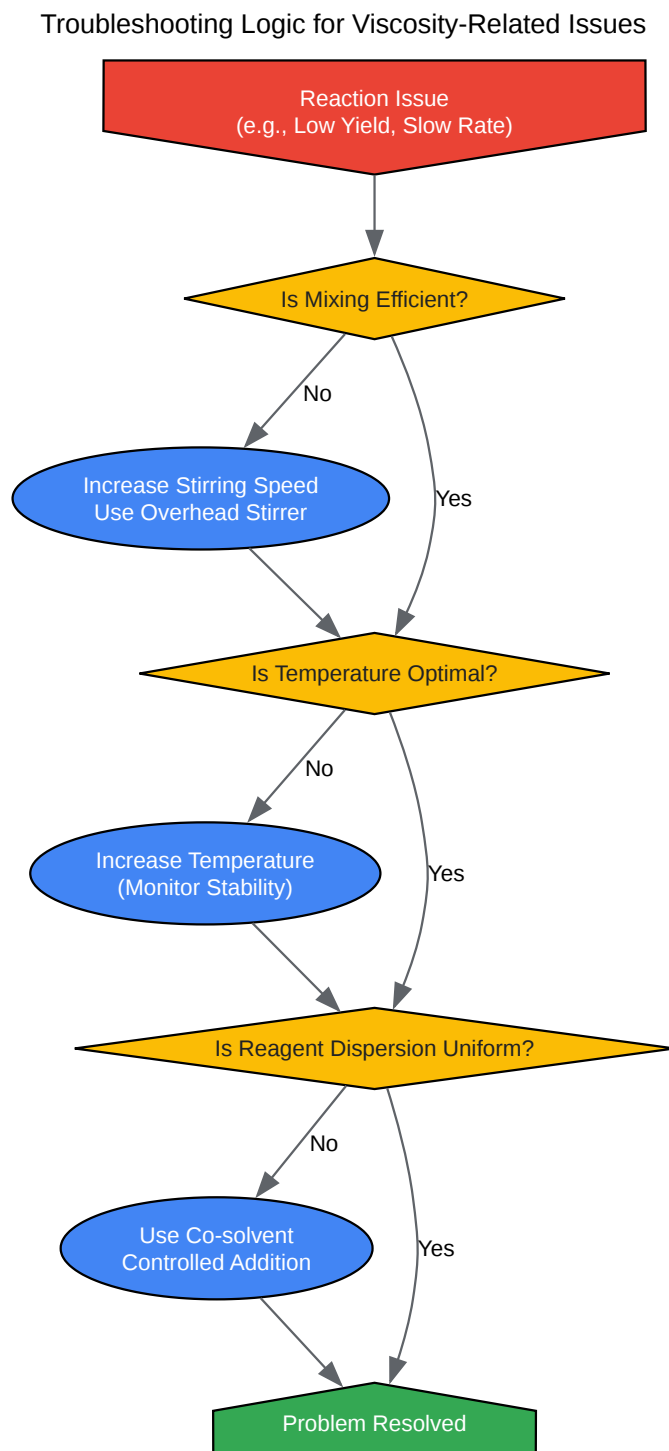 Troubleshooting Logic for Viscosity-Related Issues
Reaction Issue
(e.g., Low Yield, Slow Rate)
Is Mixing Efficient?
No
Increase Stirring Speed
Use Overhead Stirrer
Yes
Is Temperature Optimal?
No
Increase Temperature
(Monitor Stability)
Yes
Is Reagent Dispersion Uniform?
No
Use Co-solvent
Controlled Addition
Yes
Problem Resolved